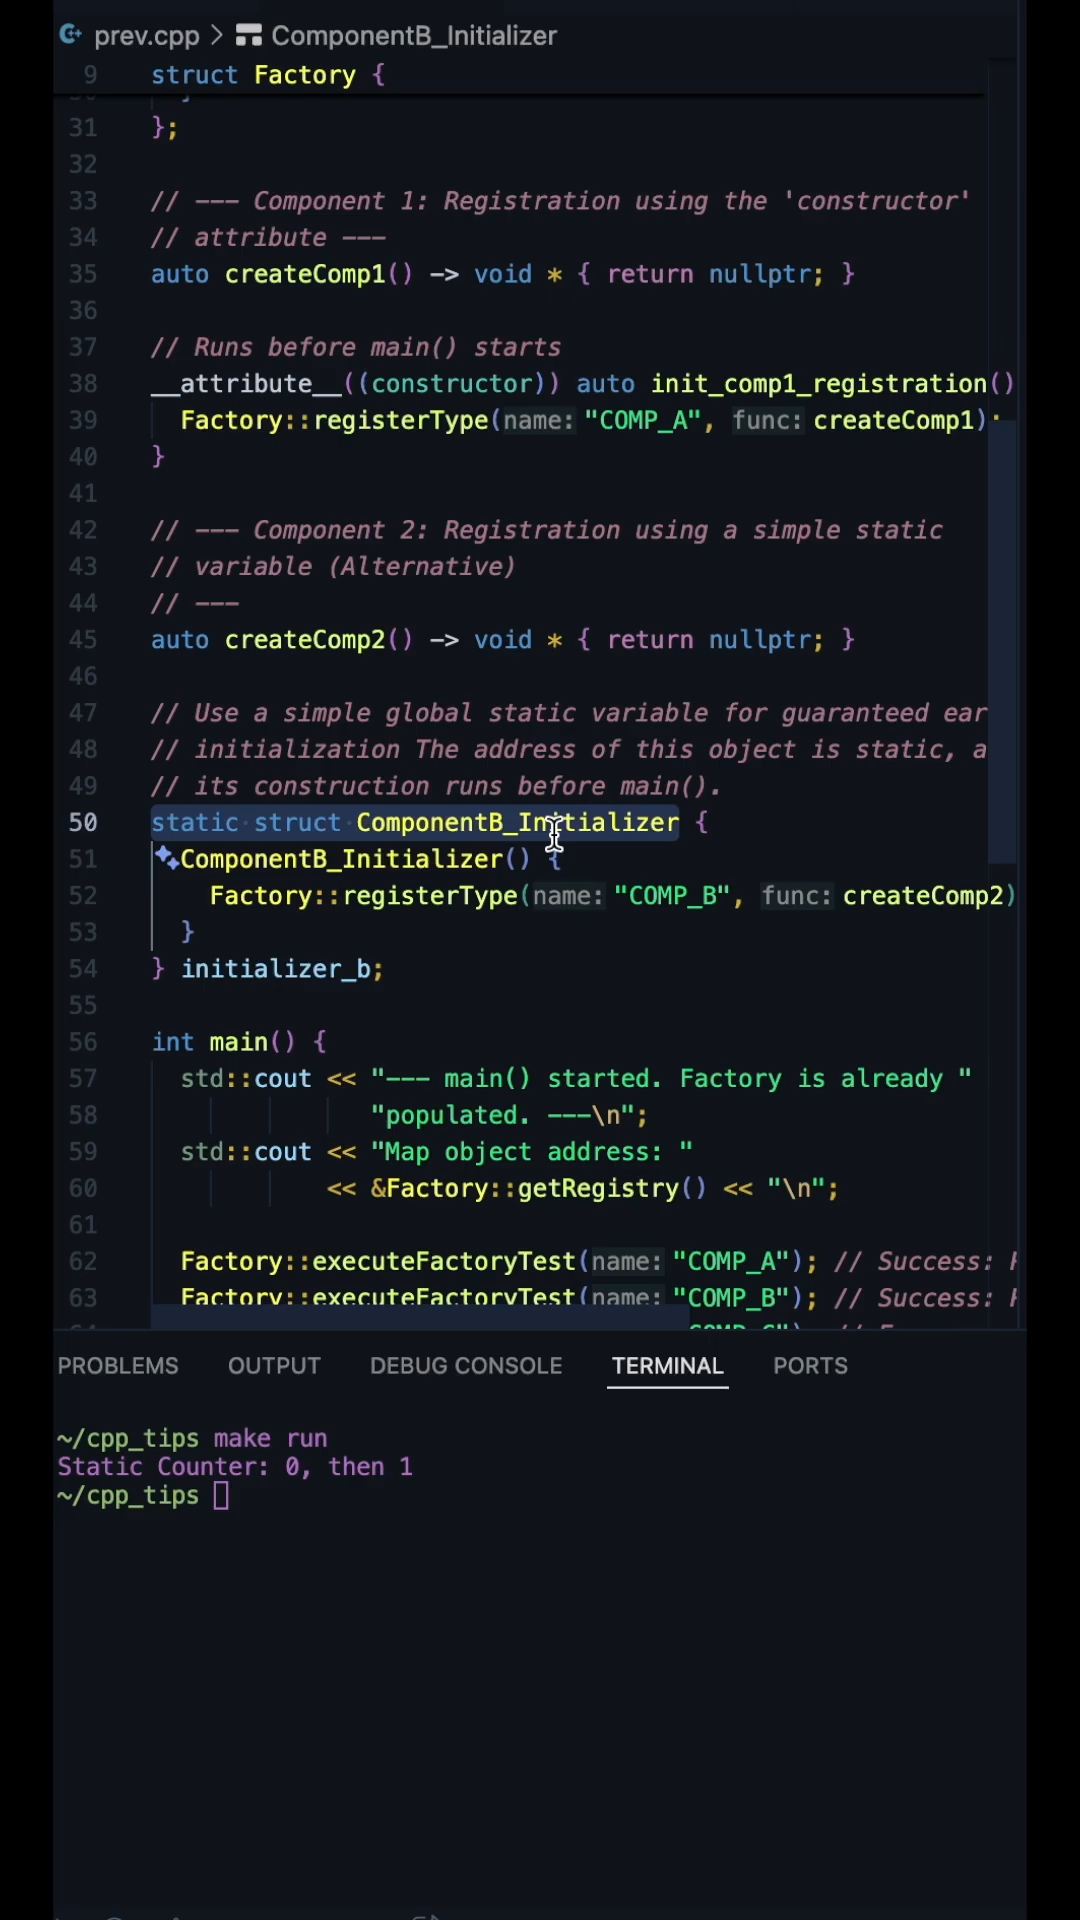 prev.cpp > ComponentB_Initializer
9 struct Factory {
31 };
32
33 // --- Component 1: Registration using the 'constructor'
34 // attribute ---
35 auto createComp1() -> void * { return nullptr; }
36
37 // Runs before main() starts
38 __attribute__((constructor)) auto init_comp1_registration()
39 Factory::registerType(name: "COMP_A", func: createComp1);
40 }
41
42 // --- Component 2: Registration using a simple static
43 // variable (Alternative)
44 // ---
45 auto createComp2() -> void * { return nullptr; }
46
47 // Use a simple global static variable for guaranteed ear
48 // initialization The address of this object is static, a
49 // its construction runs before main().
50 static struct ComponentB_Initializer {
51 ComponentB_Initializer() {
52 Factory::registerType(name: "COMP_B", func: createComp2)
53 }
54 } initializer_b;
55
56 int main() {
57 std::cout << "--- main() started. Factory is already "
58 "populated. ---\n";
59 std::cout << "Map object address: "
60 << &Factory::getRegistry() << "\n";
61
62 Factory::executeFactoryTest(name: "COMP_A"); // Success:
63 Factory::executeFactoryTest(name: "COMP_B"); // Success:
PROBLEMS OUTPUT DEBUG CONSOLE TERMINAL PORTS
~/cpp_tips make run
Static Counter: 0, then 1
~/cpp_tips